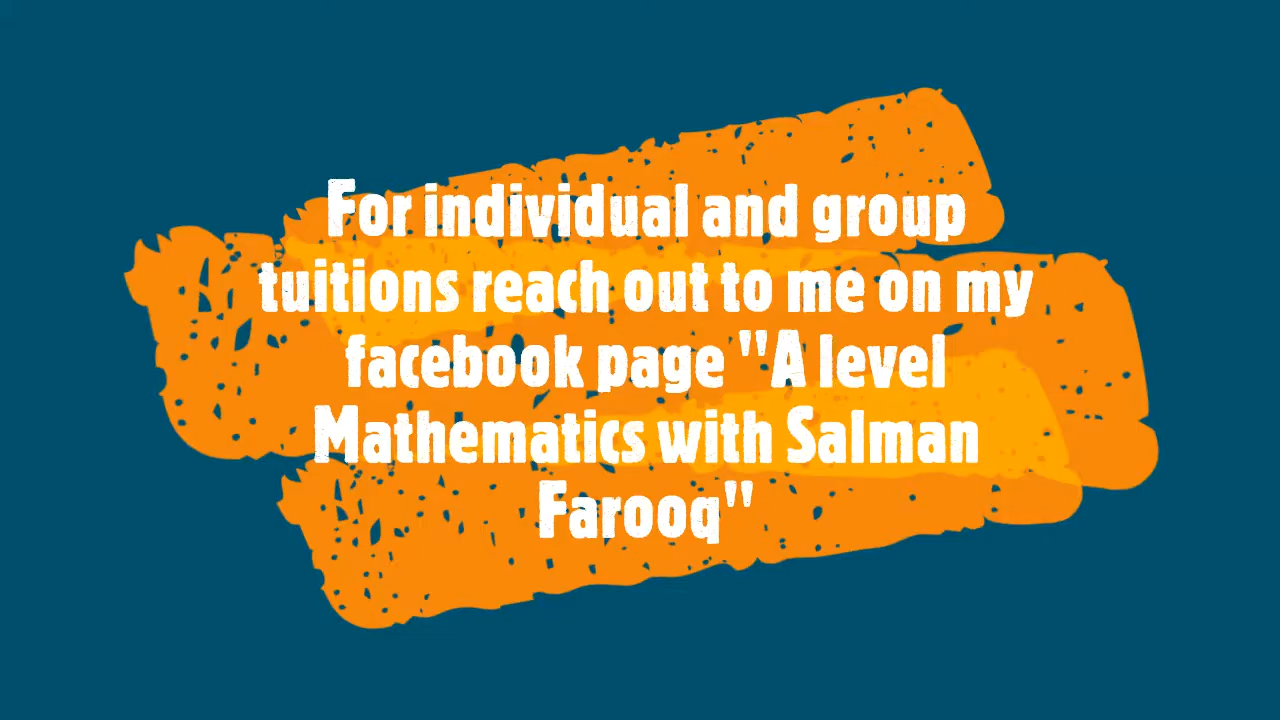 For individual and group
tuitions reach out to me on my
facebook page "A level
Mathematics with Salman
Farooq"